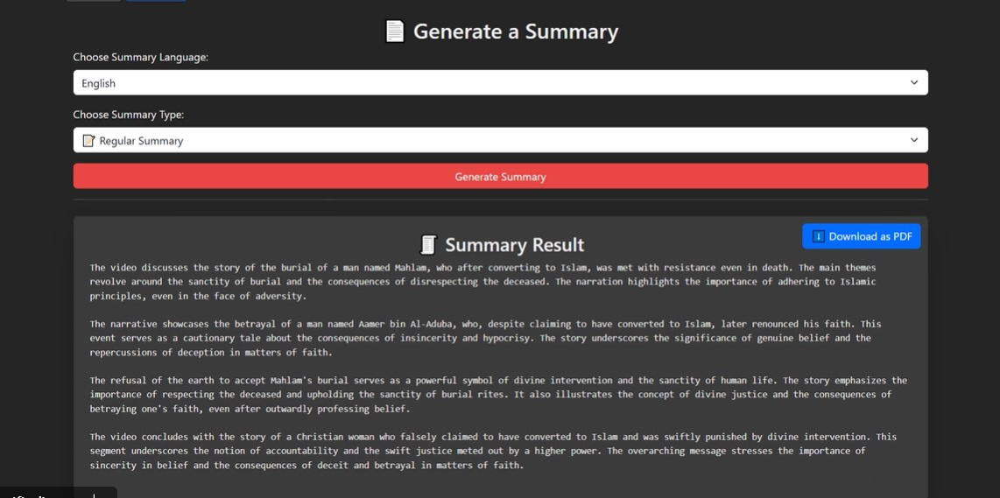 Generate a Summary
Choose Summary Language:
English
Choose Summary Type:
Regular Summary
Generate Summary
Download as PDF
Summary Result
The video discusses the story of the burial of a man named Mahlam, who after converting to Islam, was met with resistance even in death. The main themes
revolve around the sanctity of burial and the consequences of disrespecting the deceased. The narration highlights the importance of adhering to Islamic
principles, even in the face of adversity.
The narrative showcases the betrayal of a man named Aamer bin Al-Aduba, who, despite claiming to have converted to Islam, later renounced his faith. This
event serves as a cautionary tale about the consequences of insincerity and hypocrisy. The story underscores the significance of genuine belief and the
repercussions of deception in matters of faith.
The refusal of the earth to accept Mahlam's burial serves as a powerful symbol of divine intervention and the sanctity of human life. The story emphasizes the
importance of respecting the deceased and upholding the sanctity of burial rites. It also illustrates the concept of divine justice and the consequences of
betraying one's faith, even after outwardly professing belief.
The video concludes with the story of a Christian woman who falsely claimed to have converted to Islam and was swiftly punished by divine intervention. This
segment underscores the notion of accountability and the swift justice meted out by a higher power. The overarching message stresses the importance of
sincerity in belief and the consequences of deceit and betrayal in matters of faith.